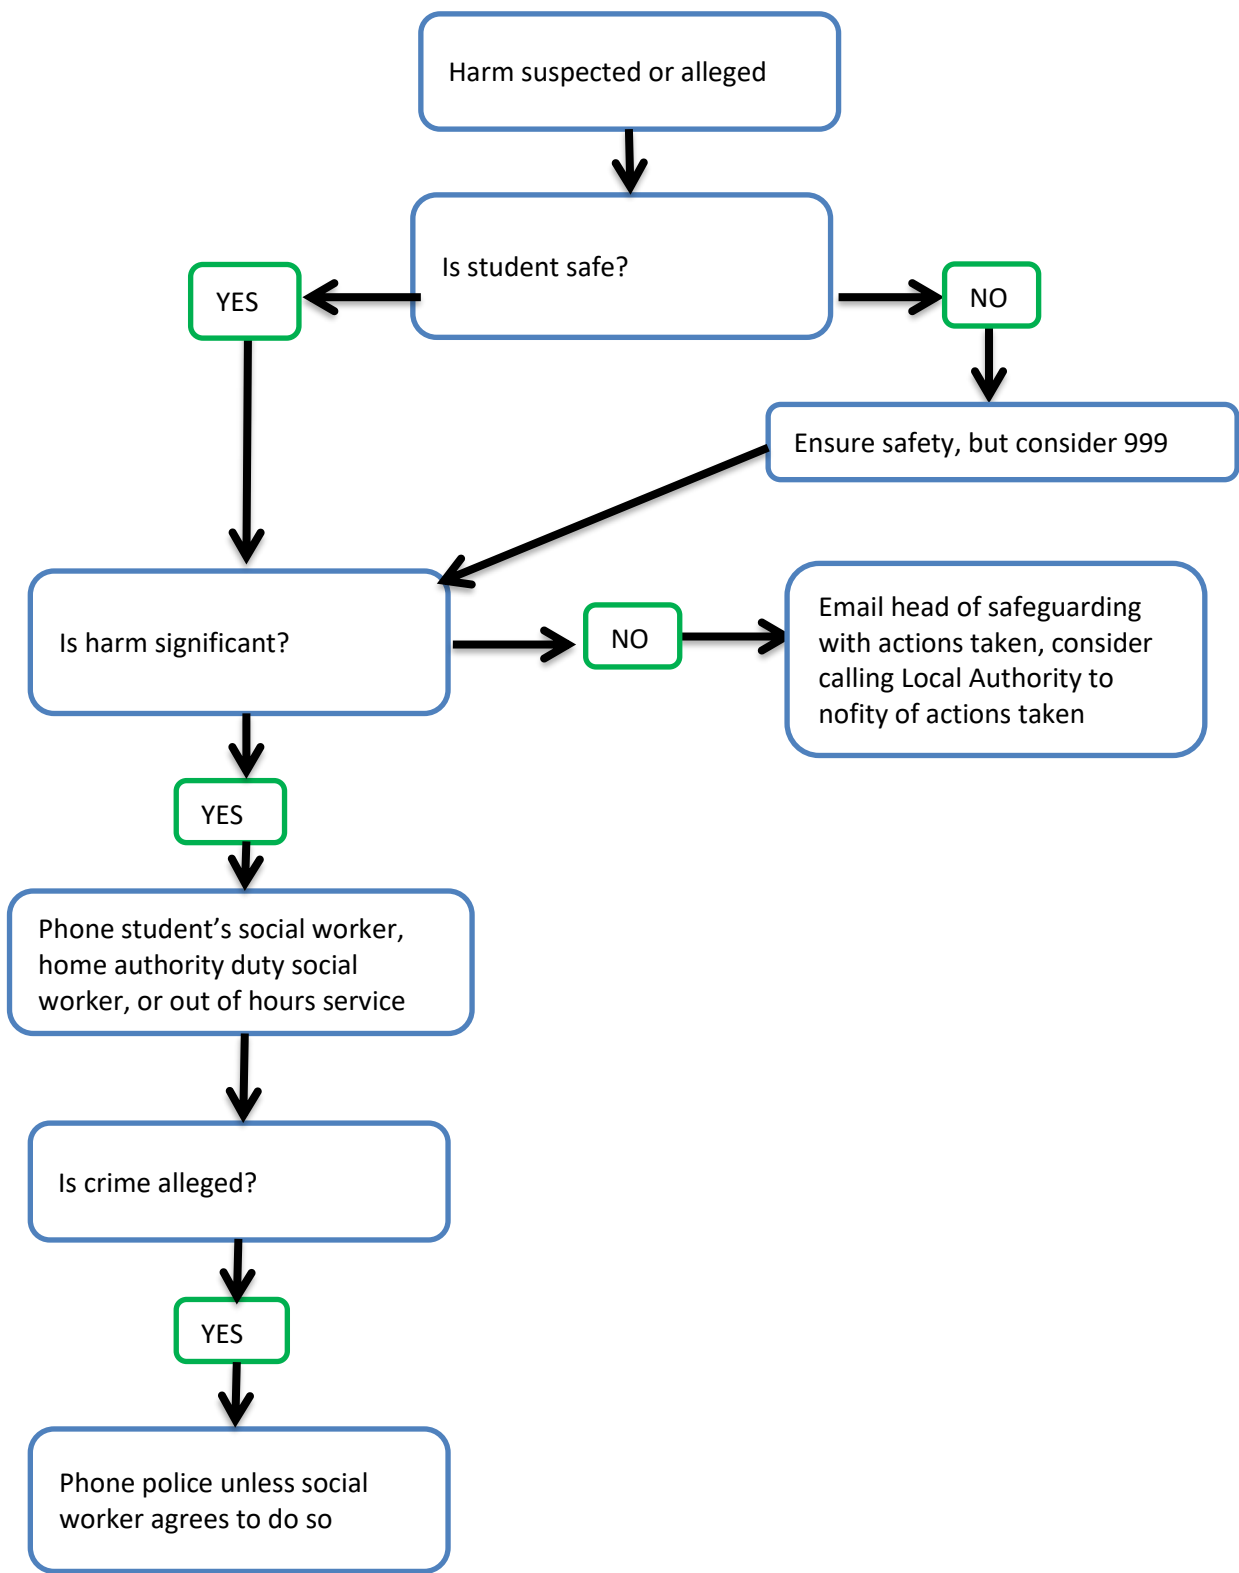 Harm suspected or alleged
Is student safe?
YES
NO
Ensure safety, but consider 999
Is harm significant?
NO
Email head of safeguarding
with actions taken, consider
calling Local Authority to
nofity of actions taken
YES
Phone student’s social worker,
home authority duty social
worker, or out of hours service
Is crime alleged?
YES
Phone police unless social
worker agrees to do so